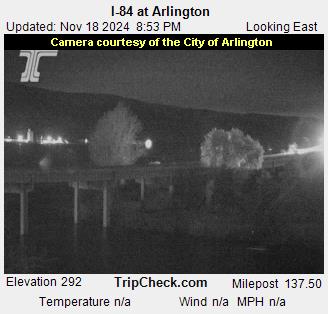 I-84 at Arlington
Updated: Nov 18 2024 8:53 PM Looking East
Camera courtesy of the City of Arlington
Elevation 292 TripCheck.com Milepost 137.50
Temperature n/a Wind n/a MPH n/a